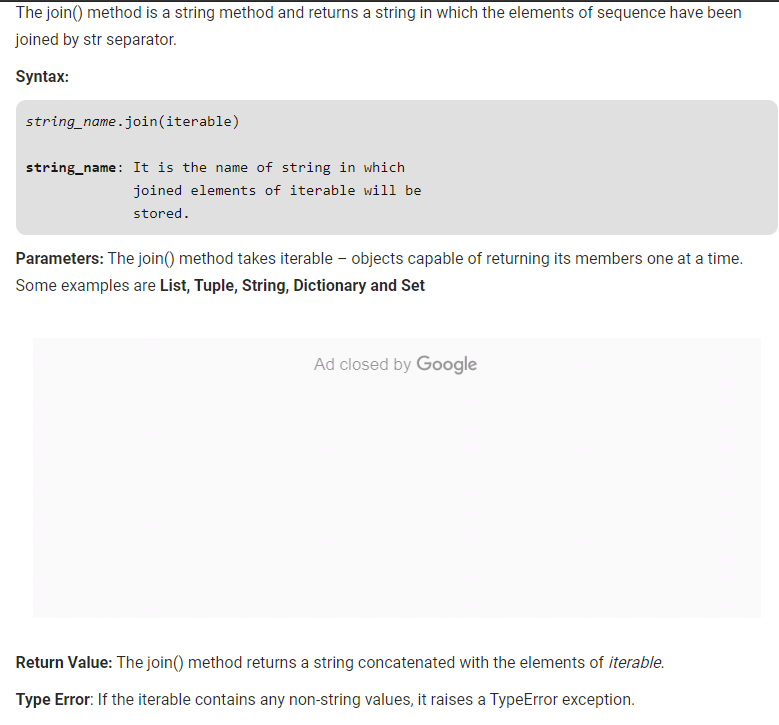 The join() method is a string method and returns a string in which the elements of sequence have been
joined by str separator.
Syntax:
string_name.join(iterable)
string_name: It is the name of string in which
joined elements of iterable will be
stored.
Parameters: The join() method takes iterable – objects capable of returning its members one at a time.
Some examples are List, Tuple, String, Dictionary and Set
Ad closed by Google
Return Value: The join() method returns a string concatenated with the elements of iterable.
Type Error: If the iterable contains any non-string values, it raises a TypeError exception.